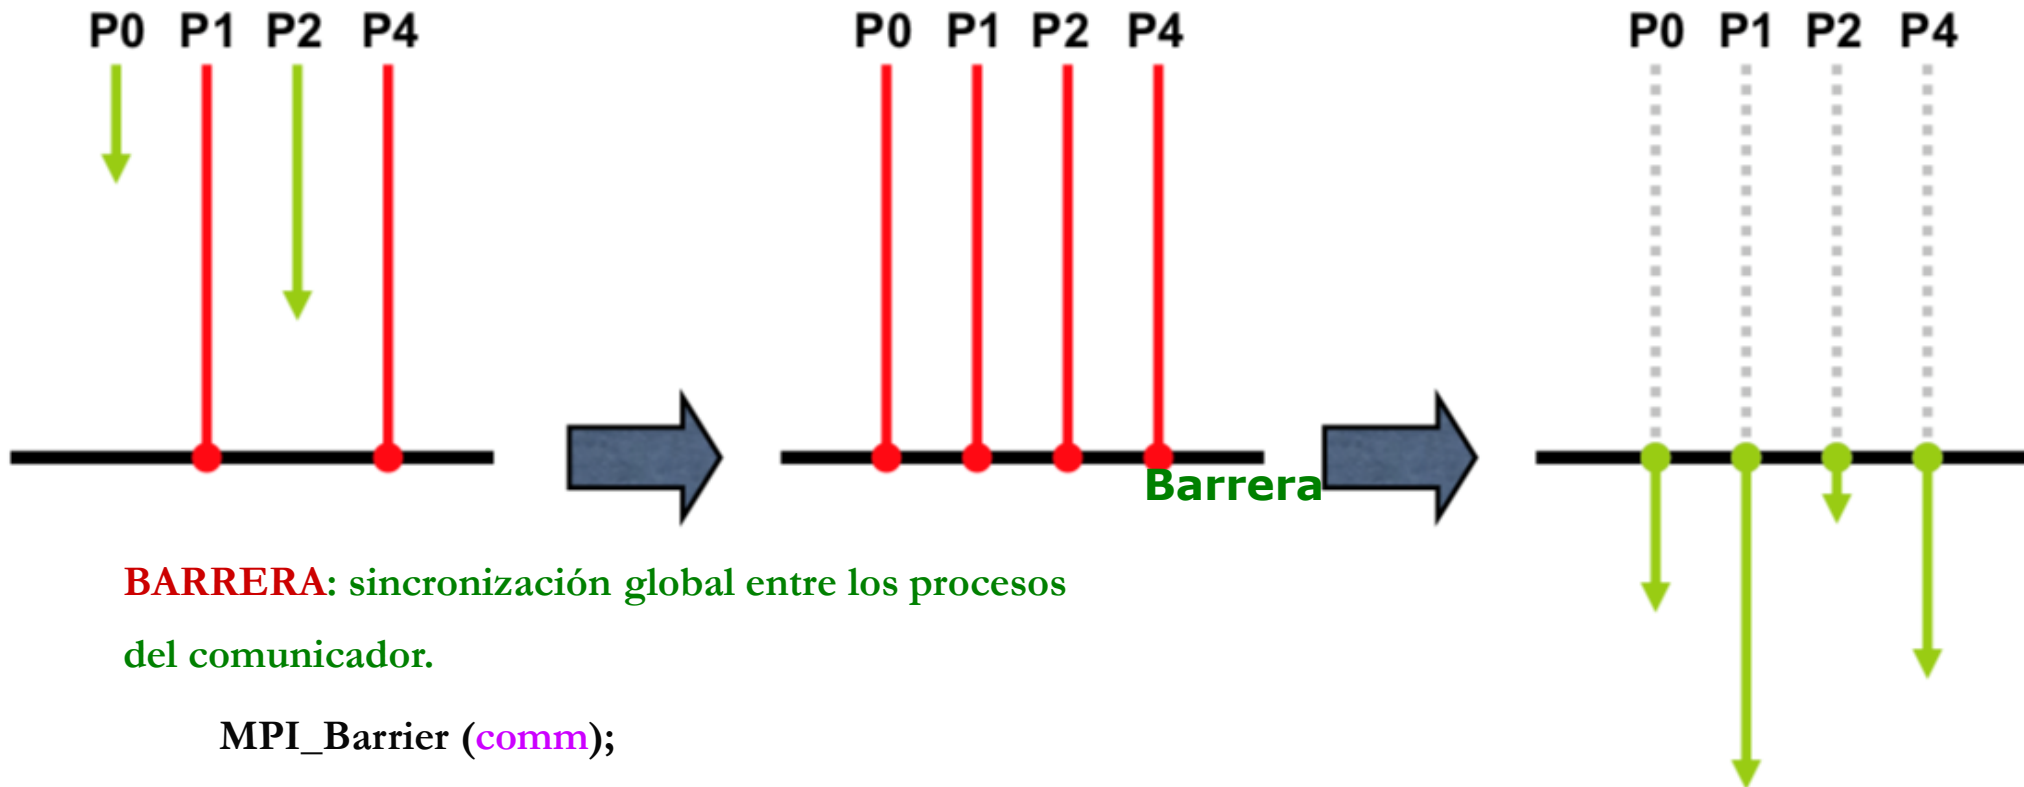 P0 P1 P2 P4
P0 P1 P2 P4
P0 P1 P2 P4
Barrera
BARRERA: sincronización global entre los procesos
del comunicador.
MPI_Barrier (comm);